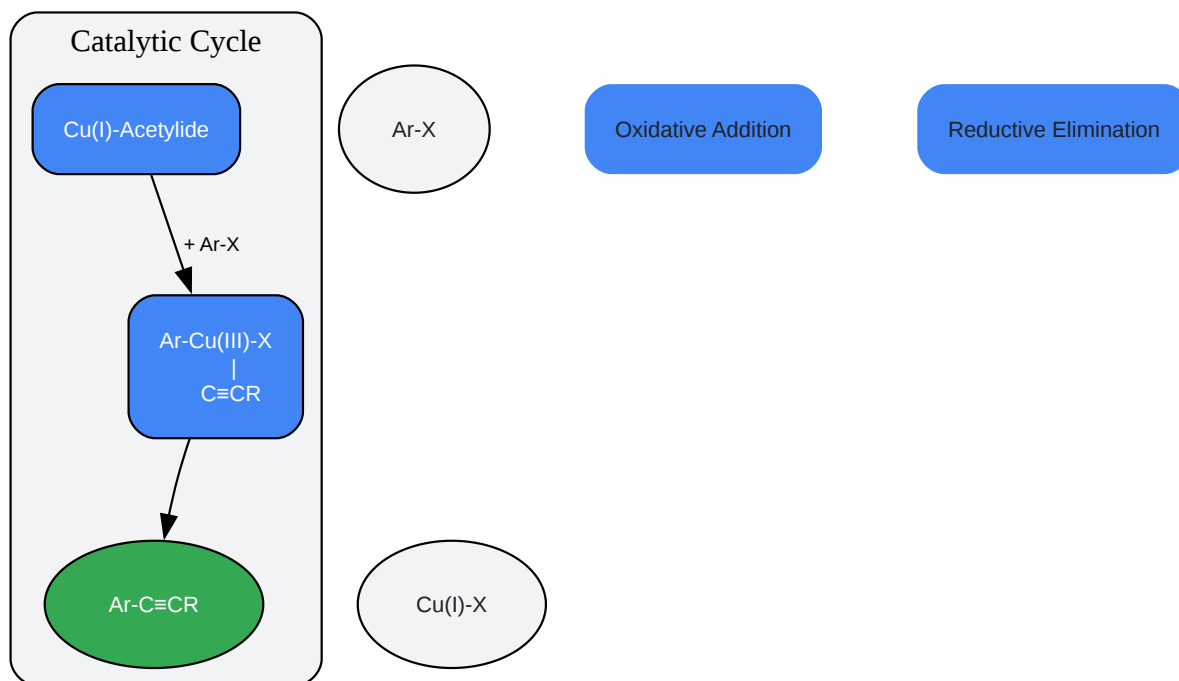 Catalytic Cycle
Cu(I)-Acetylide
Ar-X
Oxidative Addition
Reductive Elimination
+ Ar-X
Ar-Cu(III)-X
|
C≡CR
Ar-C≡CR
Cu(I)-X